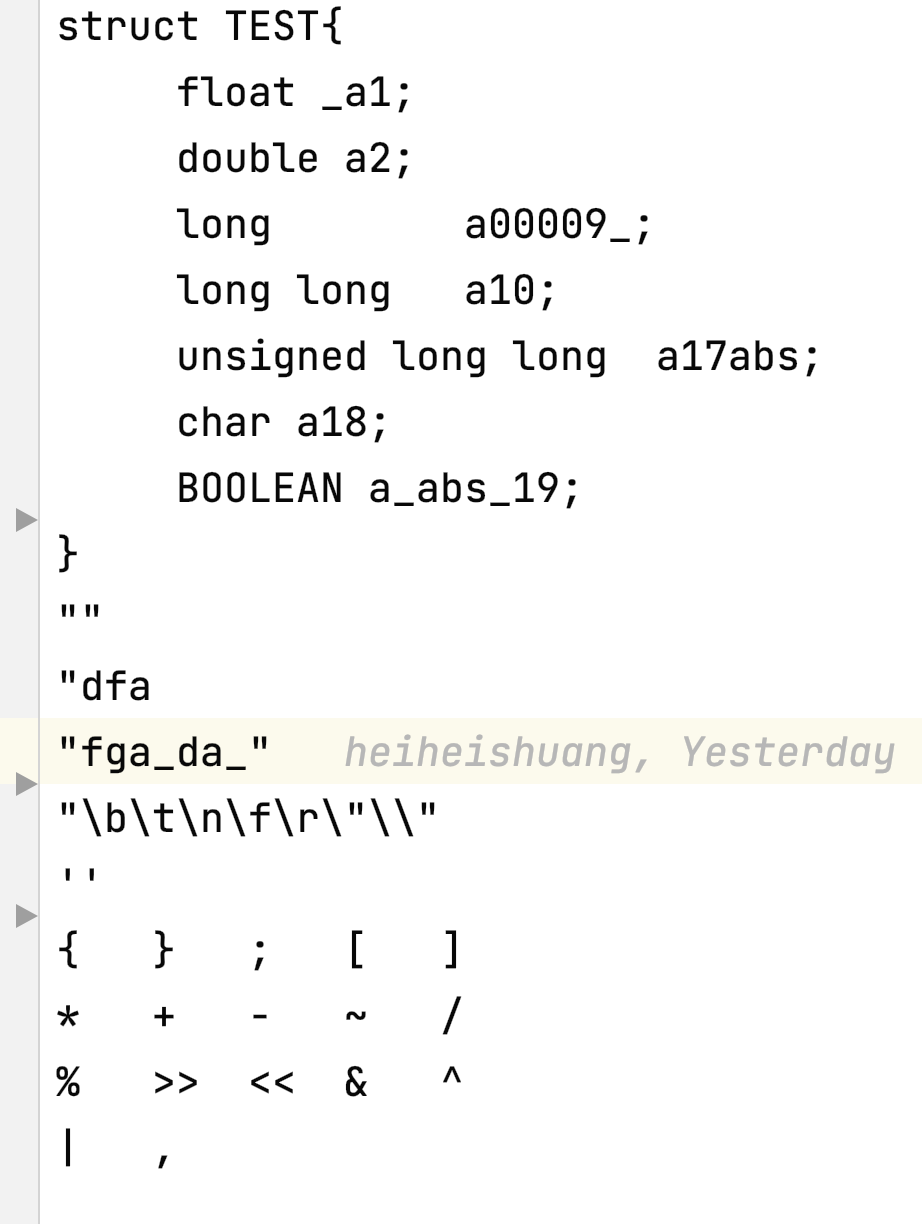 struct TEST{
     float _a1;
     double a2;
     long        a00009_;
     long long   a10;
     unsigned long long  a17abs;
     char a18;
     BOOLEAN a_abs_19;
}
""
"dfa
"fga_da_"   heiheishuang, Yesterday
"\b\t\n\f\r\"\\"
''
{   }   ;   [   ]
*   +   -   ~   /
%   >>  <<  &   ^
|   ,